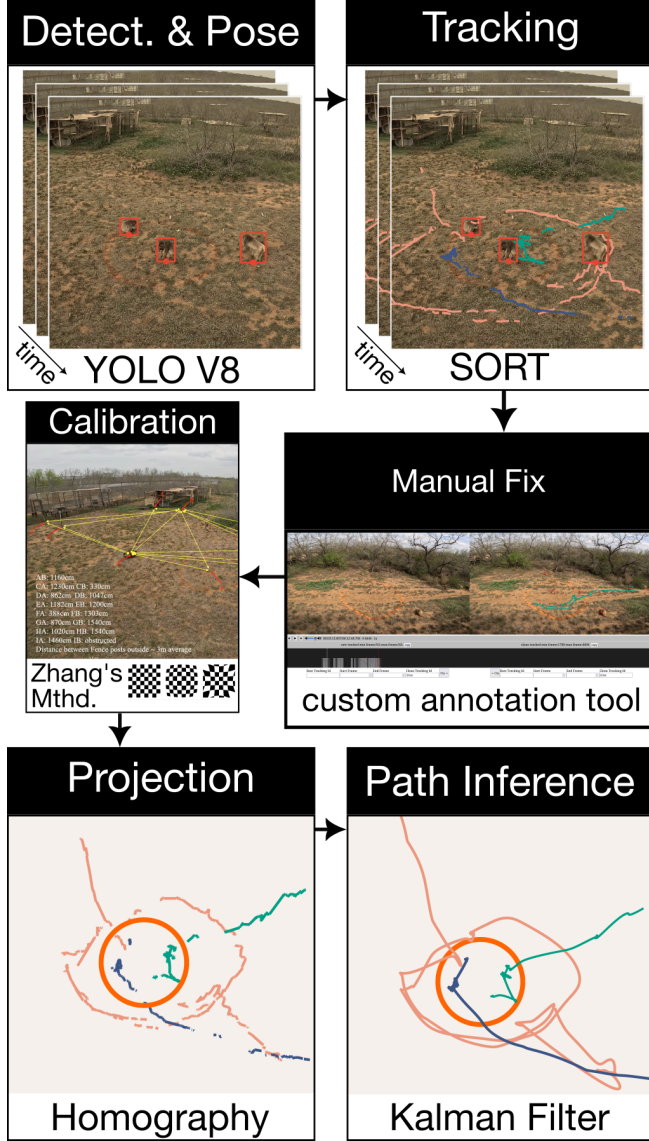 Detect. & Pose
time
YOLO V8
Tracking
time
SORT
Calibration
AB: 1160cm
CA: 1230cm CB: 330cm
DA: 862cm DB: 1047cm
EA: 1182cm EB: 1200cm
FA: 388cm FB: 1303cm
GA: 870cm GB: 1540cm
HA: 1020cm HB: 1540cm
IA: 1460cm IB: obstructed
Distance between Fence posts outside ~ 3m average
Zhang's
Mthd.
Manual Fix
custom annotation tool
Projection
Homography
Path Inference
Kalman Filter